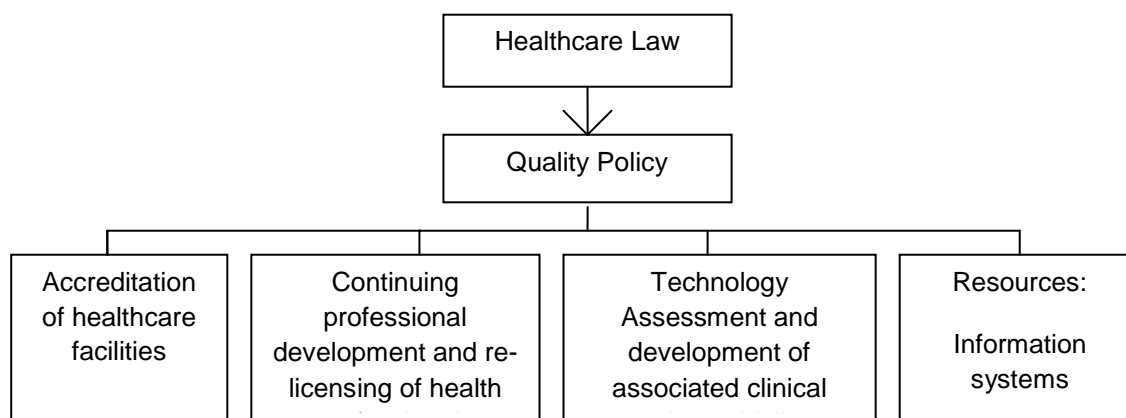 Healthcare Law
Quality Policy
Accreditation
of healthcare
facilities
Continuing
professional
development and re-
licensing of health
Technology
Assessment and
development of
associated clinical
Resources:
Information
systems